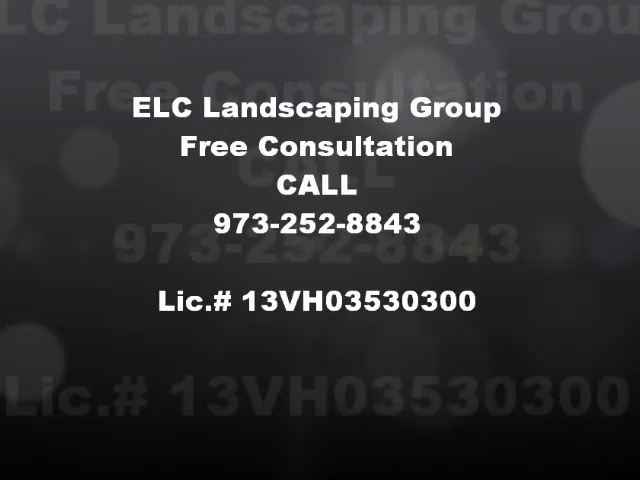 ELC Landscaping Group
Free Consultation
CALL
973-252-8843
Lic.# 13VH03530300